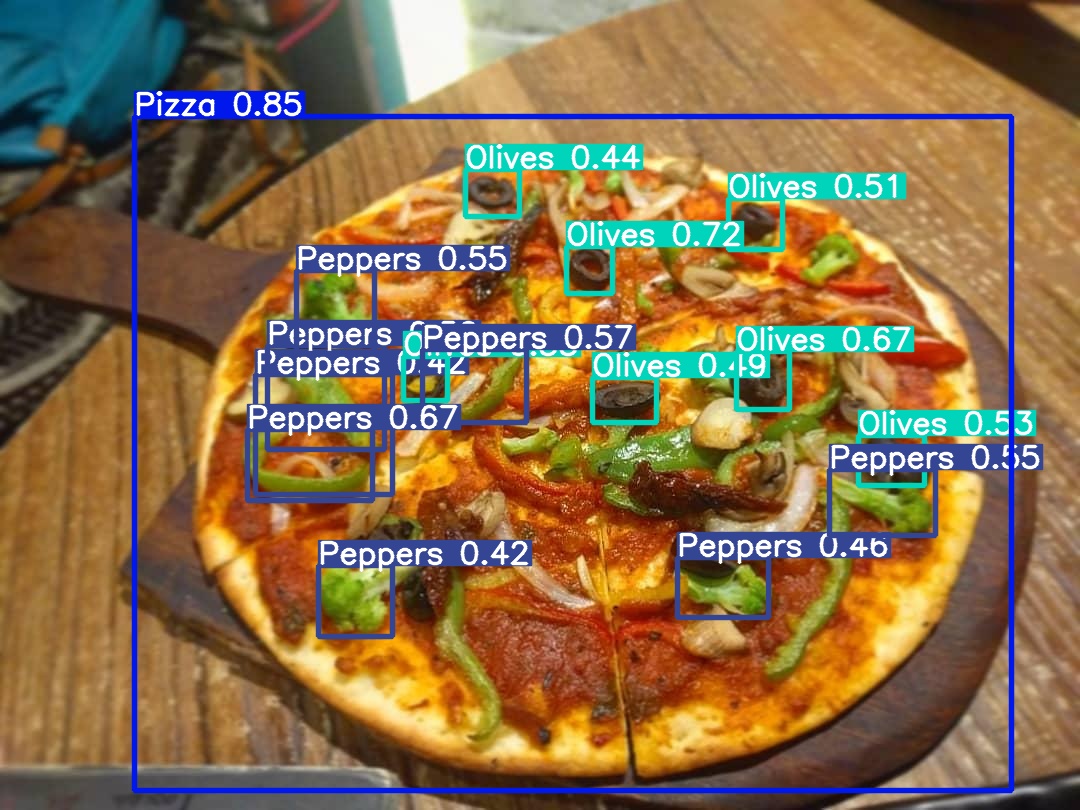 Pizza 0.85
Olives 0.44
Olives 0.51
Olives 0.72
Peppers 0.55
Peppers
Peppers 0.57
Olives 0.67
Peppers 0.42
Olives 0.49
Peppers 0.67
Olives 0.53
Peppers 0.55
Peppers 0.42
Peppers 0.46